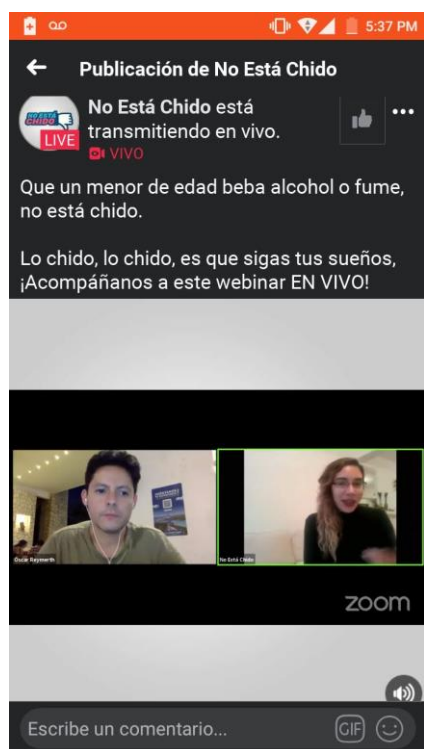 5:37 PM
Publicación de No Está Chido
NO ESTÁ
CHIDO
LIVE
No Está Chido está
transmitiendo en vivo.
VIVO
Que un menor de edad beba alcohol o fume,
no está chido.
Lo chido, lo chido, es que sigas tus sueños,
¡Acompáñanos a este webinar EN VIVO!
Oscar Reymerth
No Está Chido
zoom
Escribe un comentario...
GIF